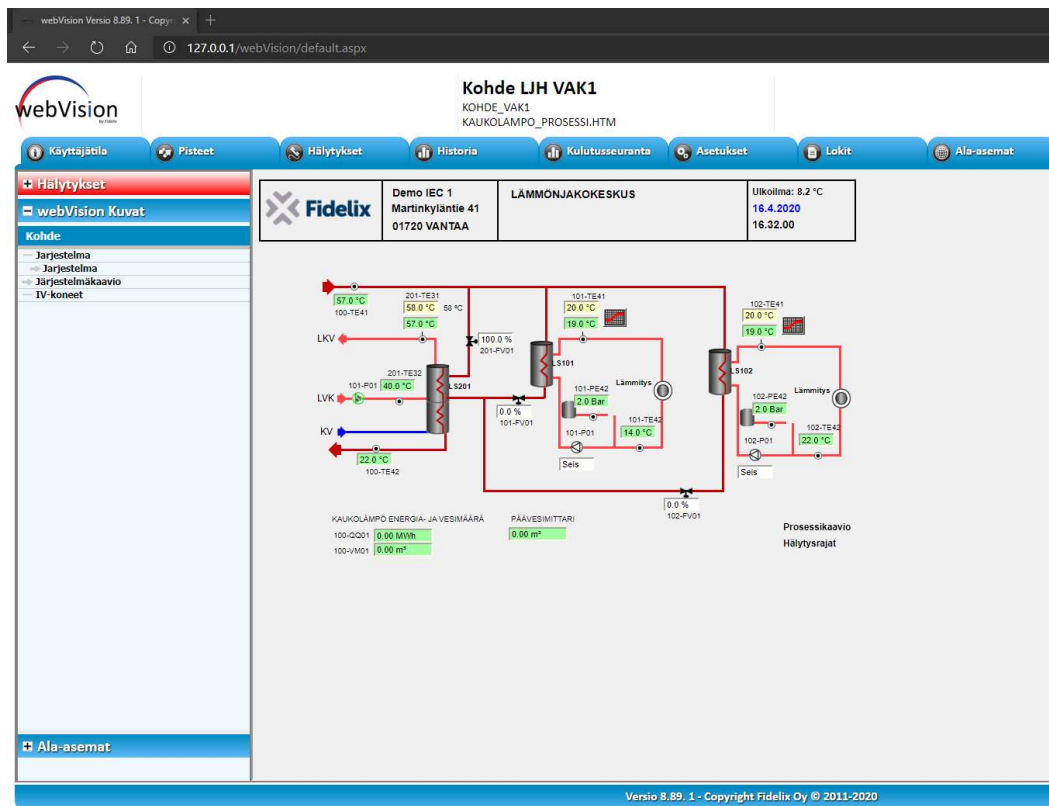 webVision Versio 8.89. 1 - Copyri
127.0.0.1/webVision/default.aspx
webVision
by Fidelix
Kohde LJH VAK1
KOHDE_VAK1
KAUKOLAMPO_PROSESSI.HTM
Käyttäjätila Pisteet Hälytykset Historia Kulutusseuranta Asetukset Lokit Ala-asemat
Hälytykset
webVision Kuvat
Kohde
Jarjestelma
Jarjestelma
Järjestelmäkaavio
IV-koneet
Ala-asemat
Fidelix
Demo IEC 1
Martinkyläntie 41
01720 VANTAA
LÄMMÖNJAKOKESKUS
Ulkoilma: 8.2 °C
16.4.2020
16.32.00
57.0 °C
100-TE41
201-TE31
58.0 °C 58 °C
57.0 °C
LKV
100.0 %
201-FV01
201-TE32
101-P01 40.0 °C
LS201
LVK
KV
22.0 °C
100-TE42
0.0 %
101-FV01
101-TE41
20.0 °C
19.0 °C
LS101
Lämmitys
101-PE42
2.0 Bar
101-TE42
101-P01
14.0 °C
Seis
102-TE41
20.0 °C
19.0 °C
LS102
Lämmitys
102-PE42
2.0 Bar
102-TE42
102-P01
22.0 °C
Seis
0.0 %
102-FV01
KAUKOLÄMPÖ ENERGIA- JA VESIMÄÄRÄ
100-QQ01 0.00 MWh
100-VM01 0.00 m³
PÄÄVESIMITTARI
0.00 m³
Prosessikaavio
Hälytysrajat
Versio 8.89. 1 - Copyright Fidelix Oy © 2011-2020